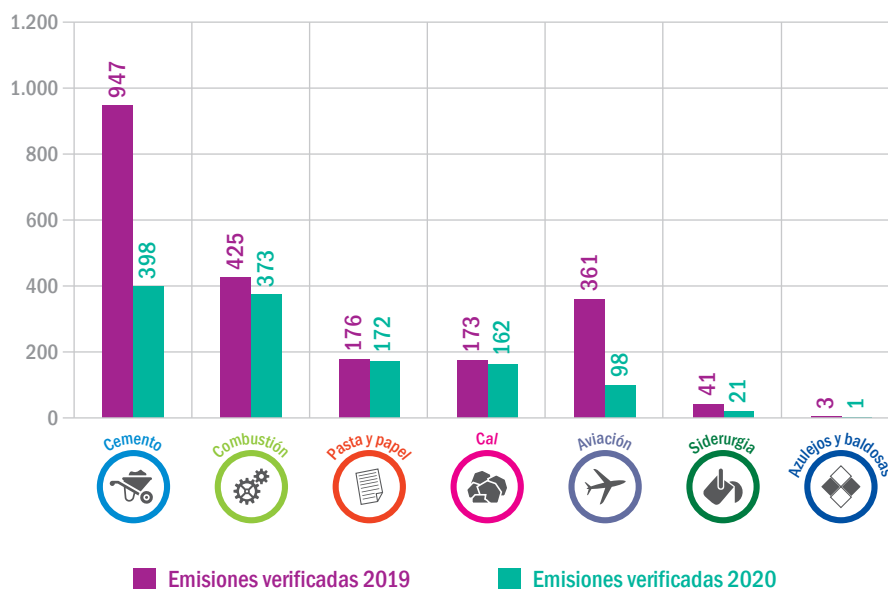 1.200
1.000
800
600
400
200
0
947
398
425
373
176
172
173
162
361
98
41
21
3
1
Cemento
Combustión
Pasta y papel
Cal
Aviación
Siderurgia
Azulejos y baldosas
Emisiones verificadas 2019
Emisiones verificadas 2020